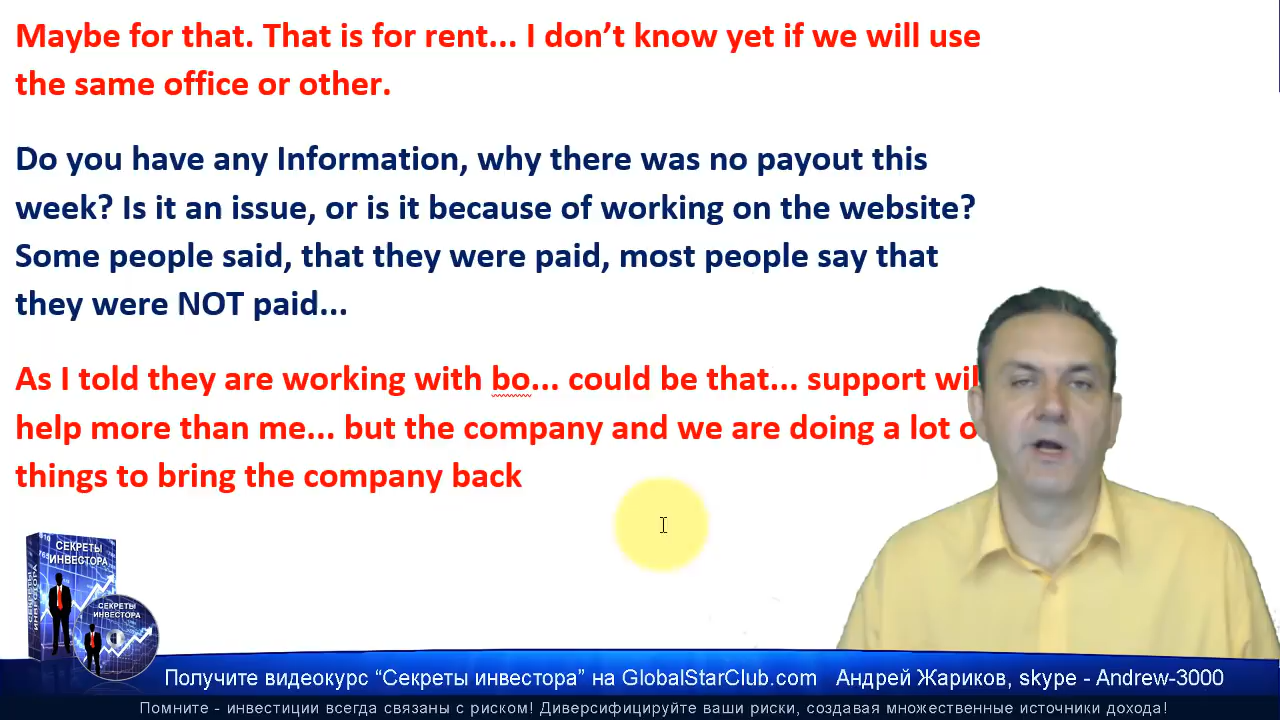 Maybe for that. That is for rent... I don’t know yet if we will use
the same office or other.
Do you have any Information, why there was no payout this
week? Is it an issue, or is it because of working on the website?
Some people said, that they were paid, most people say that
they were NOT paid...
As I told they are working with bo... could be that... support wil
help more than me... but the company and we are doing a lot o
things to bring the company back
СЕКРЕТЫ
ИНВЕСТОРА
СЕКРЕТЫ
ИНВЕСТОРА
СЕКРЕТЫ
ИНВЕСТОРА
Получите видеокурс “Секреты инвестора” на GlobalStarClub.com Андрей Жариков, skype - Andrew-3000
Помните - инвестиции всегда связаны с риском! Диверсифицируйте ваши риски, создавая множественные источники дохода!